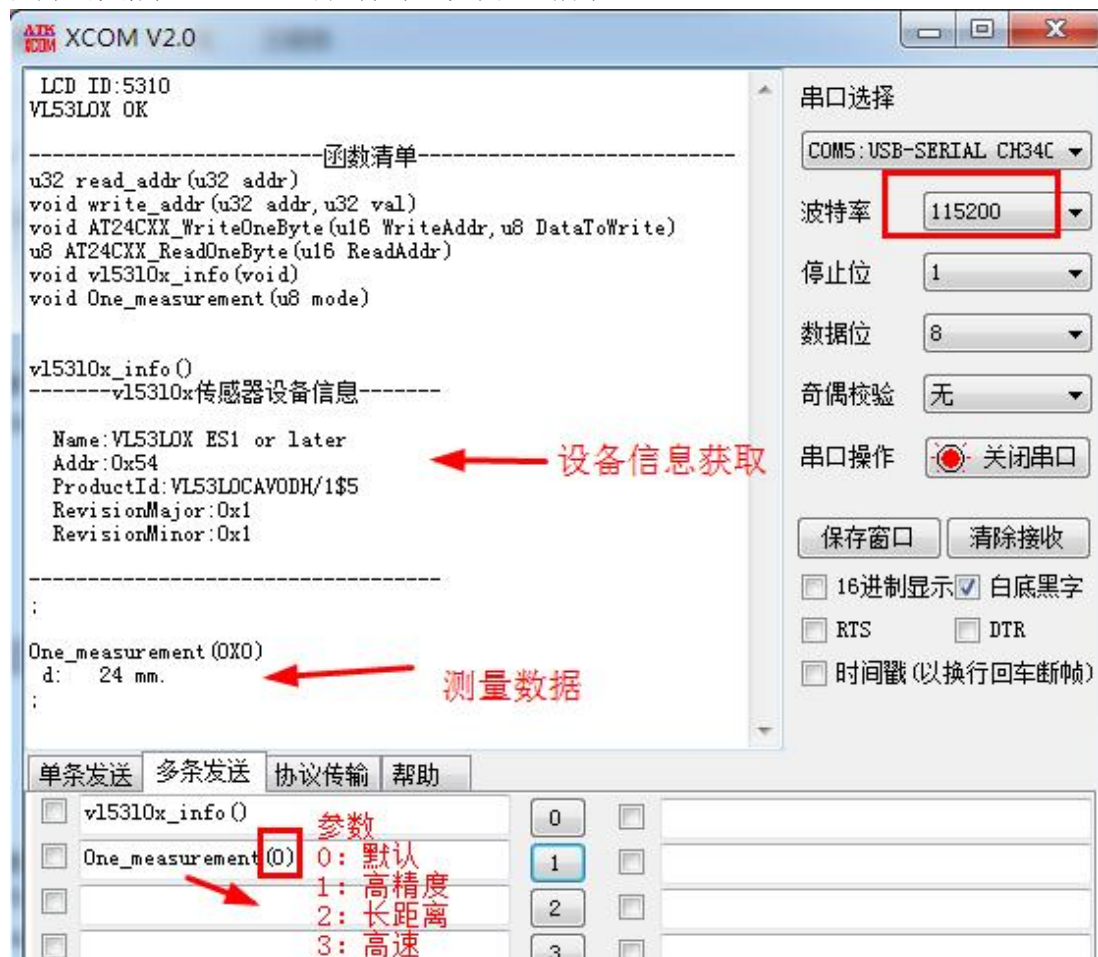 ATK XCOM
XCOM V2.0
LCD ID:5310
VL53L0X OK
-------------------------函数清单---------------------------
u32 read_addr(u32 addr)
void write_addr(u32 addr,u32 val)
void AT24CXX_WriteOneByte(u16 WriteAddr,u8 DataToWrite)
u8 AT24CXX_ReadOneByte(u16 ReadAddr)
void vl53l0x_info(void)
void One_measurement(u8 mode)
vl53l0x_info()
-------vl53l0x传感器设备信息-------
Name:VL53L0X ES1 or later
Addr:0x54
ProductId:VL53L0CAV0DH/1$5
RevisionMajor:0x1
RevisionMinor:0x1
-----------------------------------
;
One_measurement(0X0)
d:   24 mm.
;
设备信息获取
测量数据
串口选择
COM5:USB-SERIAL CH34C
波特率 115200
停止位 1
数据位 8
奇偶校验 无
串口操作 关闭串口
保存窗口 清除接收
16进制显示 白底黑字
RTS DTR
时间戳(以换行回车断帧)
单条发送 多条发送 协议传输 帮助
vl53l0x_info() 0
One_measurement(0) 1
2
3
参数
0：默认
1：高精度
2：长距离
3：高速